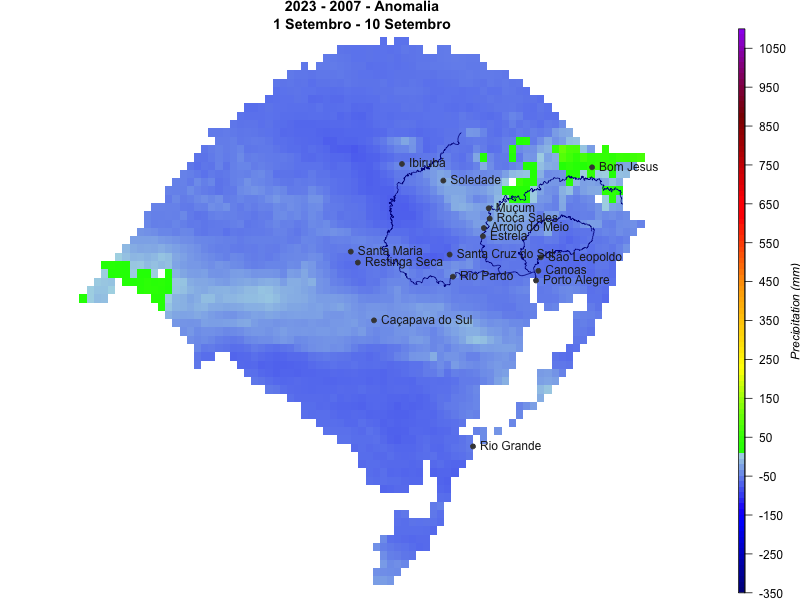 2023 - 2007 - Anomalia
1 Setembro - 10 Setembro
Ibirubá
Soledade
Bom Jesus
Muçum
Roca Sales
Arroio do Meio
Estrela
Santa Maria
Santa Cruz do Sul
São Leopoldo
Restinga Seca
Canoas
Rio Pardo
Porto Alegre
Caçapava do Sul
Rio Grande
1050
950
850
750
650
550
450
350
250
150
50
-50
-150
-250
-350
Precipitation (mm)